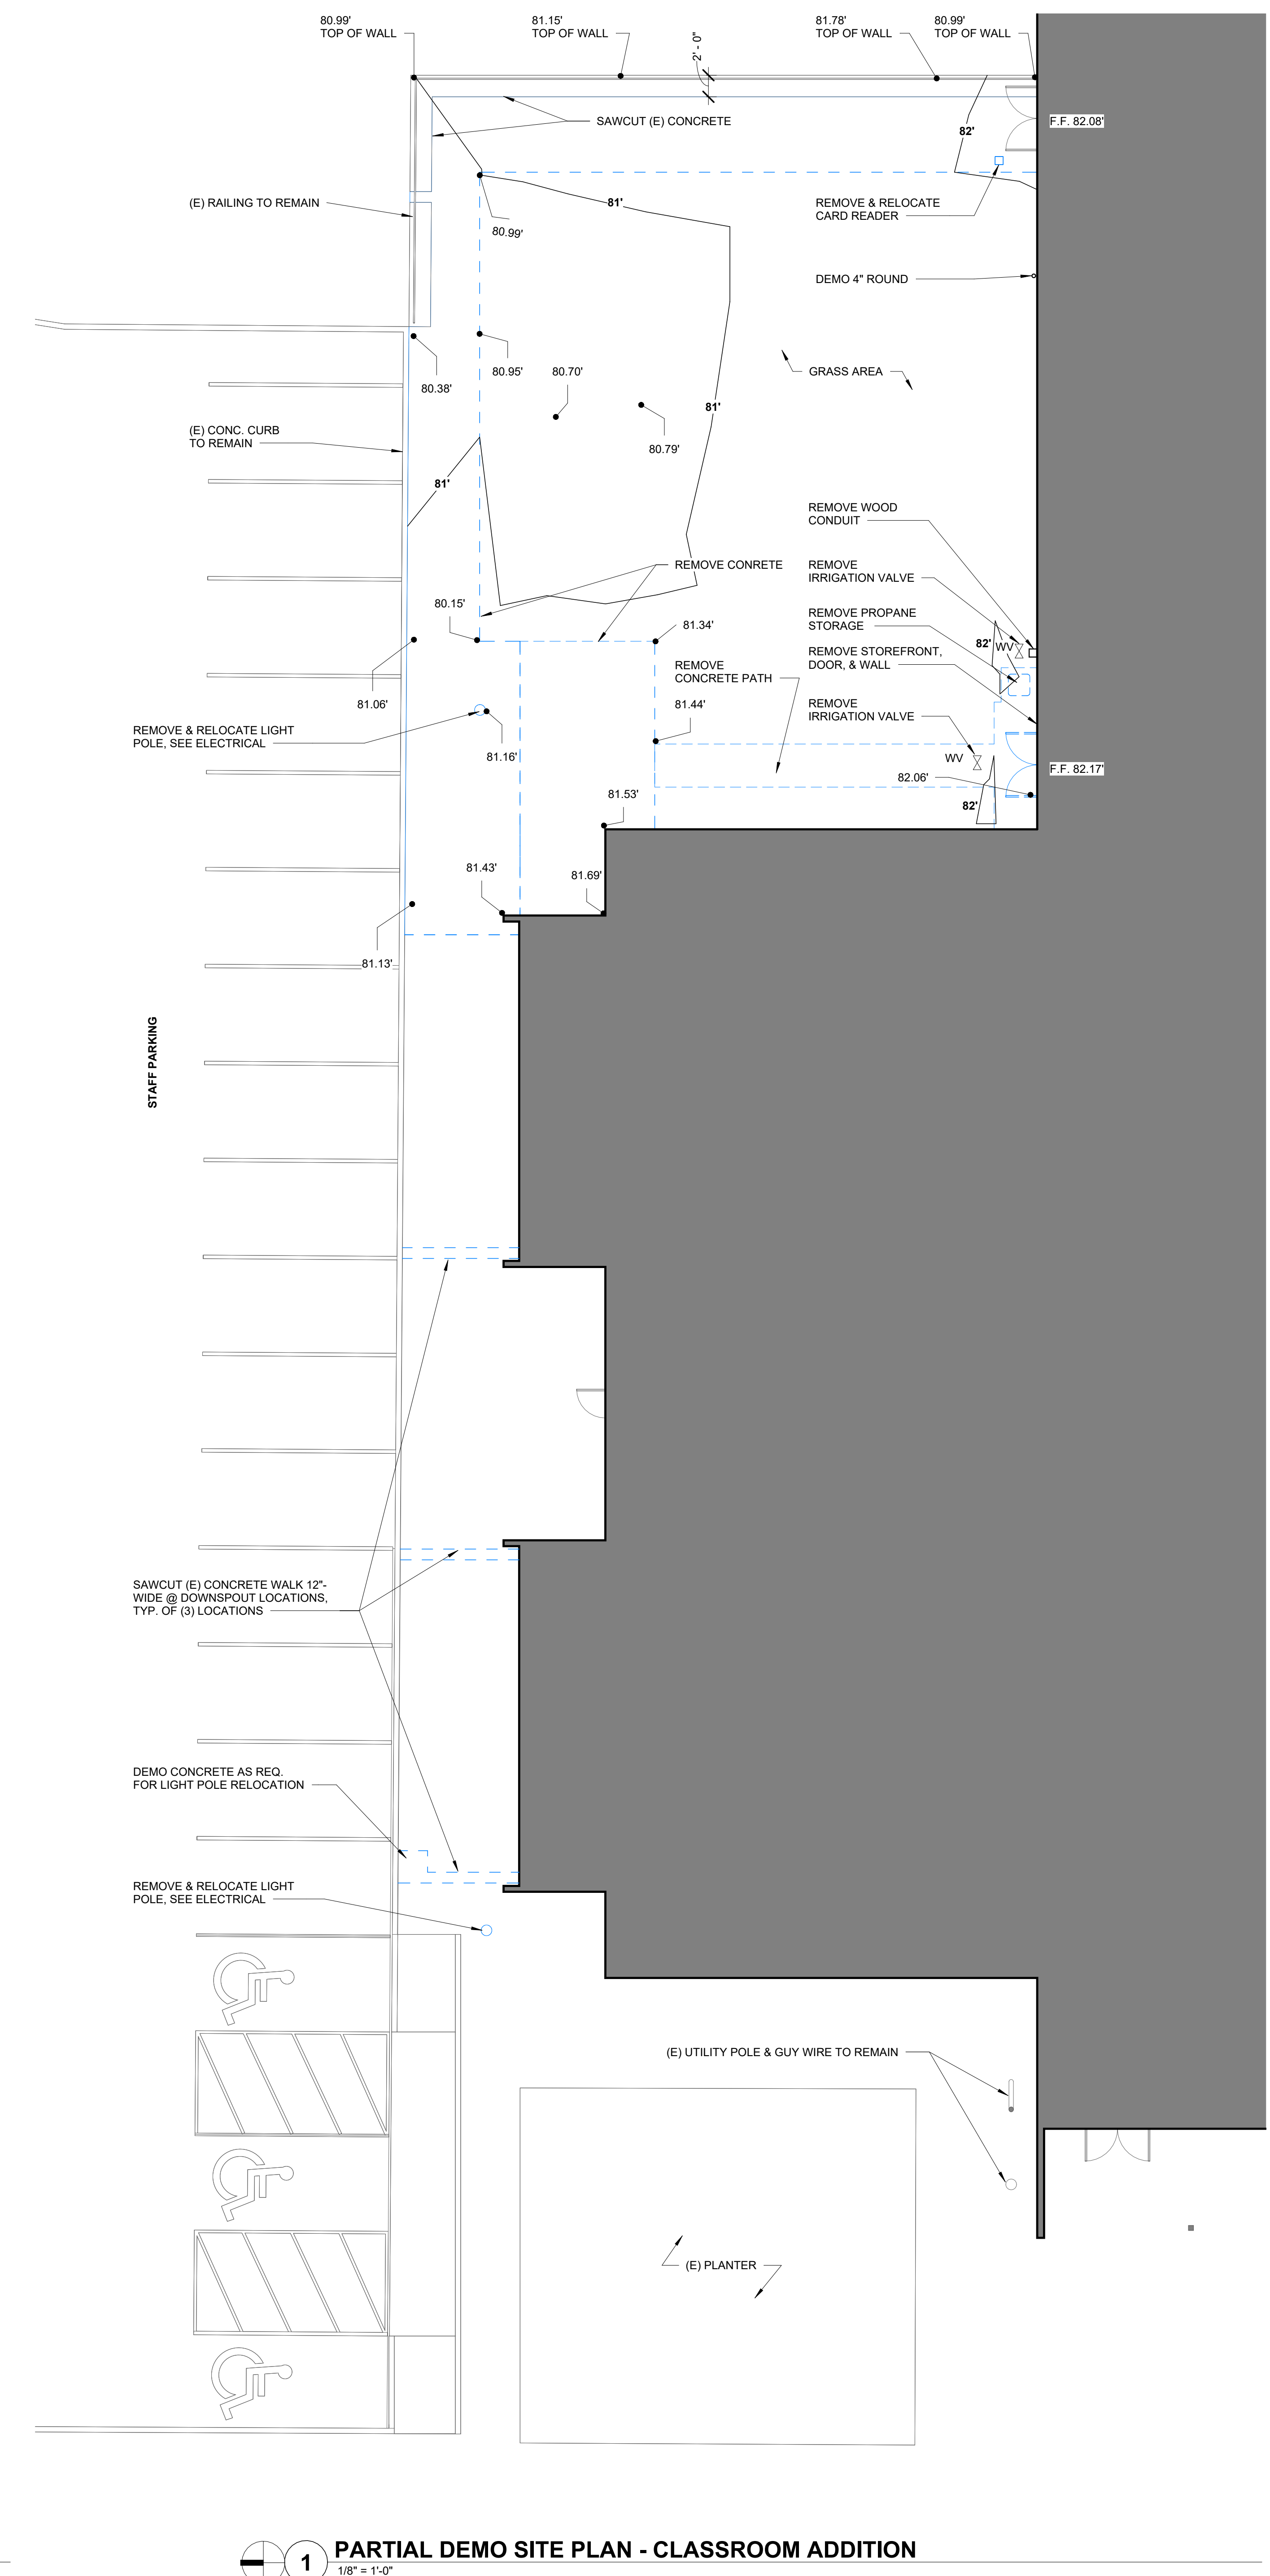 80.99'
TOP OF WALL
81.15'
TOP OF WALL
2' - 0"
81.78'
TOP OF WALL
80.99'
TOP OF WALL
SAWCUT (E) CONCRETE
82'
F.F. 82.08'
(E) RAILING TO REMAIN
81'
REMOVE & RELOCATE
CARD READER
80.99'
DEMO 4" ROUND
80.38'
80.95'
80.70'
GRASS AREA
81'
80.79'
(E) CONC. CURB
TO REMAIN
81'
REMOVE WOOD
CONDUIT
REMOVE CONRETE
REMOVE
IRRIGATION VALVE
80.15'
REMOVE PROPANE
STORAGE
81.34'
82'
WV
REMOVE STOREFRONT,
DOOR, & WALL
REMOVE
CONCRETE PATH
81.06'
81.44'
REMOVE
IRRIGATION VALVE
REMOVE & RELOCATE LIGHT
POLE, SEE ELECTRICAL
81.16'
WV
F.F. 82.17'
82.06'
81.53'
82'
81.43'
81.69'
81.13'
STAFF PARKING
SAWCUT (E) CONCRETE WALK 12"-
WIDE @ DOWNSPOUT LOCATIONS,
TYP. OF (3) LOCATIONS
DEMO CONCRETE AS REQ.
FOR LIGHT POLE RELOCATION
REMOVE & RELOCATE LIGHT
POLE, SEE ELECTRICAL
(E) UTILITY POLE & GUY WIRE TO REMAIN
(E) PLANTER
1
PARTIAL DEMO SITE PLAN - CLASSROOM ADDITION
1/8" = 1'-0"